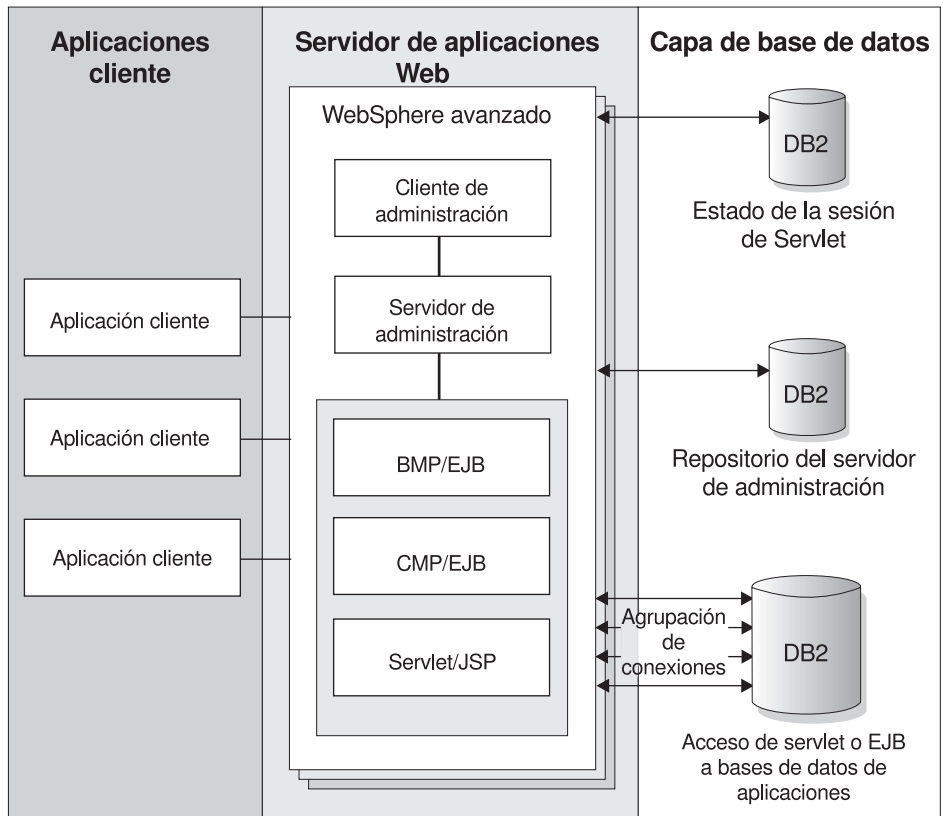 Aplicaciones
cliente
Servidor de aplicaciones
Web
Capa de base de datos
WebSphere avanzado
Cliente de
administración
Servidor de
administración
BMP/EJB
CMP/EJB
Servlet/JSP
Aplicación cliente
Aplicación cliente
Aplicación cliente
DB2
Estado de la sesión
de Servlet
DB2
Repositorio del servidor
de administración
Agrupación
de
conexiones
DB2
Acceso de servlet o EJB
a bases de datos de
aplicaciones